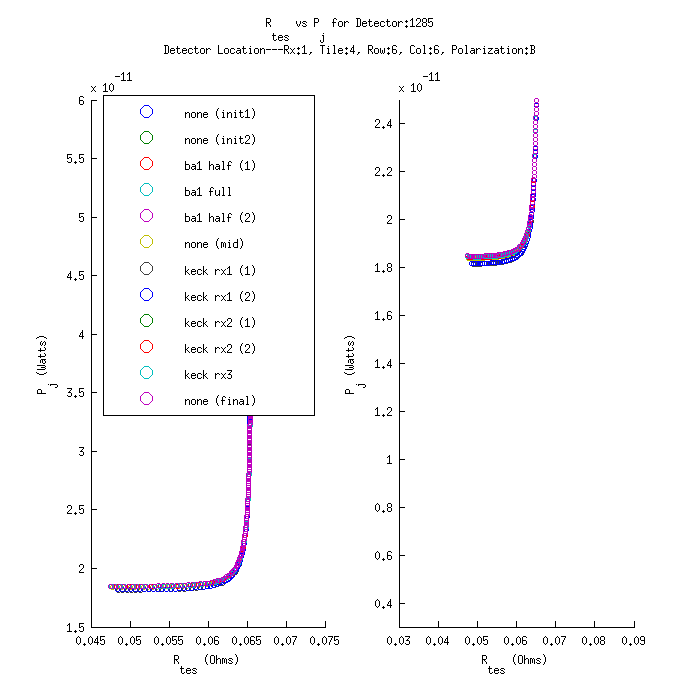 R    vs P  for Detector:1285
tes     j
Detector Location---Rx:1, Tile:4, Row:6, Col:6, Polarization:B
x 10^-11
6
5.5
5
4.5
4
3.5
3
2.5
2
1.5
P_j (Watts)
none (init1)
none (init2)
ba1 half (1)
ba1 full
ba1 half (2)
none (mid)
keck rx1 (1)
keck rx1 (2)
keck rx2 (1)
keck rx2 (2)
keck rx3
none (final)
0.045 0.05 0.055 0.06 0.065 0.07 0.075
R_tes (Ohms)
x 10^-11
2.4
2.2
2
1.8
1.6
1.4
1.2
1
0.8
0.6
0.4
P_j (Watts)
0.03 0.04 0.05 0.06 0.07 0.08 0.09
R_tes (Ohms)